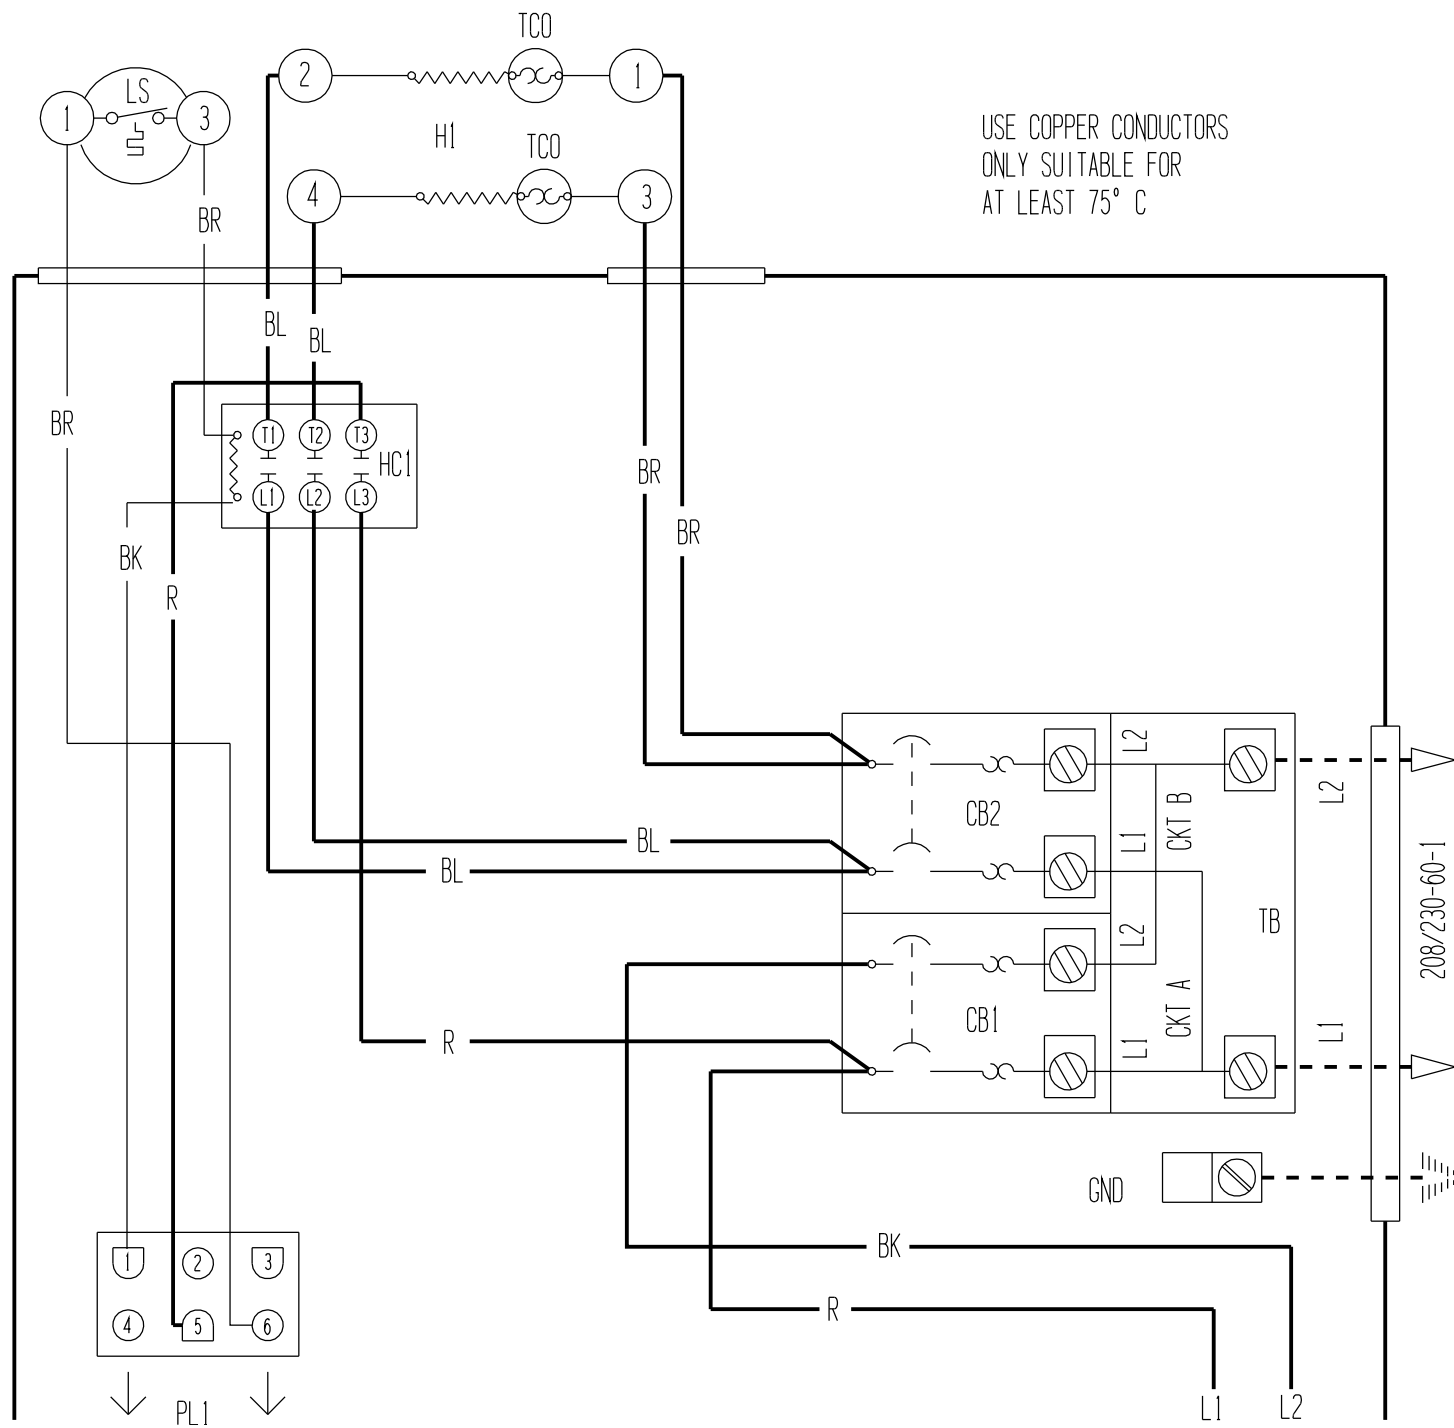 TCO
2
1
LS
1
3
H1
TCO
4
3
USE COPPER CONDUCTORS
ONLY SUITABLE FOR
AT LEAST 75° C
BR
BL
BL
BR
T1
T2
T3
HC1
L1
L2
L3
BR
BR
BK
R
L2
L2
CB2
CKT B
L1
BL
BL
208/230-60-1
TB
L2
CB1
CKT A
L1
L1
R
GND
BK
R
1
2
3
4
5
6
PL1
L1
L2